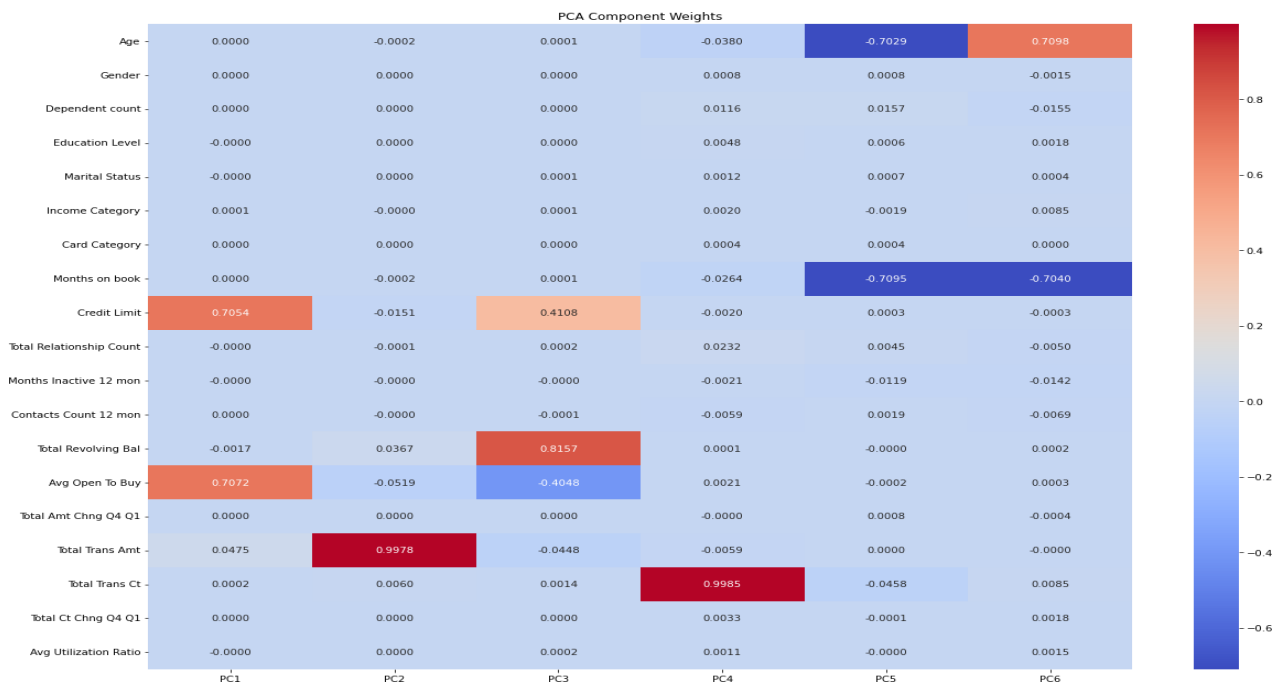 PCA Component Weights
Age 0.0000 -0.0002 0.0001 -0.0380 -0.7029 0.7098
Gender 0.0000 0.0000 0.0000 0.0008 0.0008 -0.0015
0.8
Dependent count 0.0000 0.0000 0.0000 0.0116 0.0157 -0.0155
Education Level -0.0000 0.0000 0.0000 0.0048 0.0006 0.0018
0.6
Marital Status -0.0000 0.0000 0.0001 0.0012 0.0007 0.0004
Income Category 0.0001 -0.0000 0.0001 0.0020 -0.0019 0.0085
0.4
Card Category 0.0000 0.0000 0.0000 0.0004 0.0004 0.0000
Months on book 0.0000 -0.0002 0.0001 -0.0264 -0.7095 -0.7040
Credit Limit 0.7054 -0.0151 0.4108 -0.0020 0.0003 -0.0003
0.2
Total Relationship Count -0.0000 -0.0001 0.0002 0.0232 0.0045 -0.0050
Months Inactive 12 mon -0.0000 -0.0000 -0.0000 -0.0021 -0.0119 -0.0142
0.0
Contacts Count 12 mon 0.0000 -0.0000 -0.0001 -0.0059 0.0019 -0.0069
Total Revolving Bal -0.0017 0.0367 0.8157 0.0001 -0.0000 0.0002
−0.2
Avg Open To Buy 0.7072 -0.0519 -0.4048 0.0021 -0.0002 0.0003
Total Amt Chng Q4 Q1 0.0000 0.0000 0.0000 -0.0000 0.0008 -0.0004
−0.4
Total Trans Amt 0.0475 0.9978 -0.0448 -0.0059 0.0000 -0.0000
Total Trans Ct 0.0002 0.0060 0.0014 0.9985 -0.0458 0.0085
Total Ct Chng Q4 Q1 0.0000 0.0000 0.0000 0.0033 -0.0001 0.0018
−0.6
Avg Utilization Ratio -0.0000 0.0000 0.0002 0.0011 -0.0000 0.0015
PC1 PC2 PC3 PC4 PC5 PC6